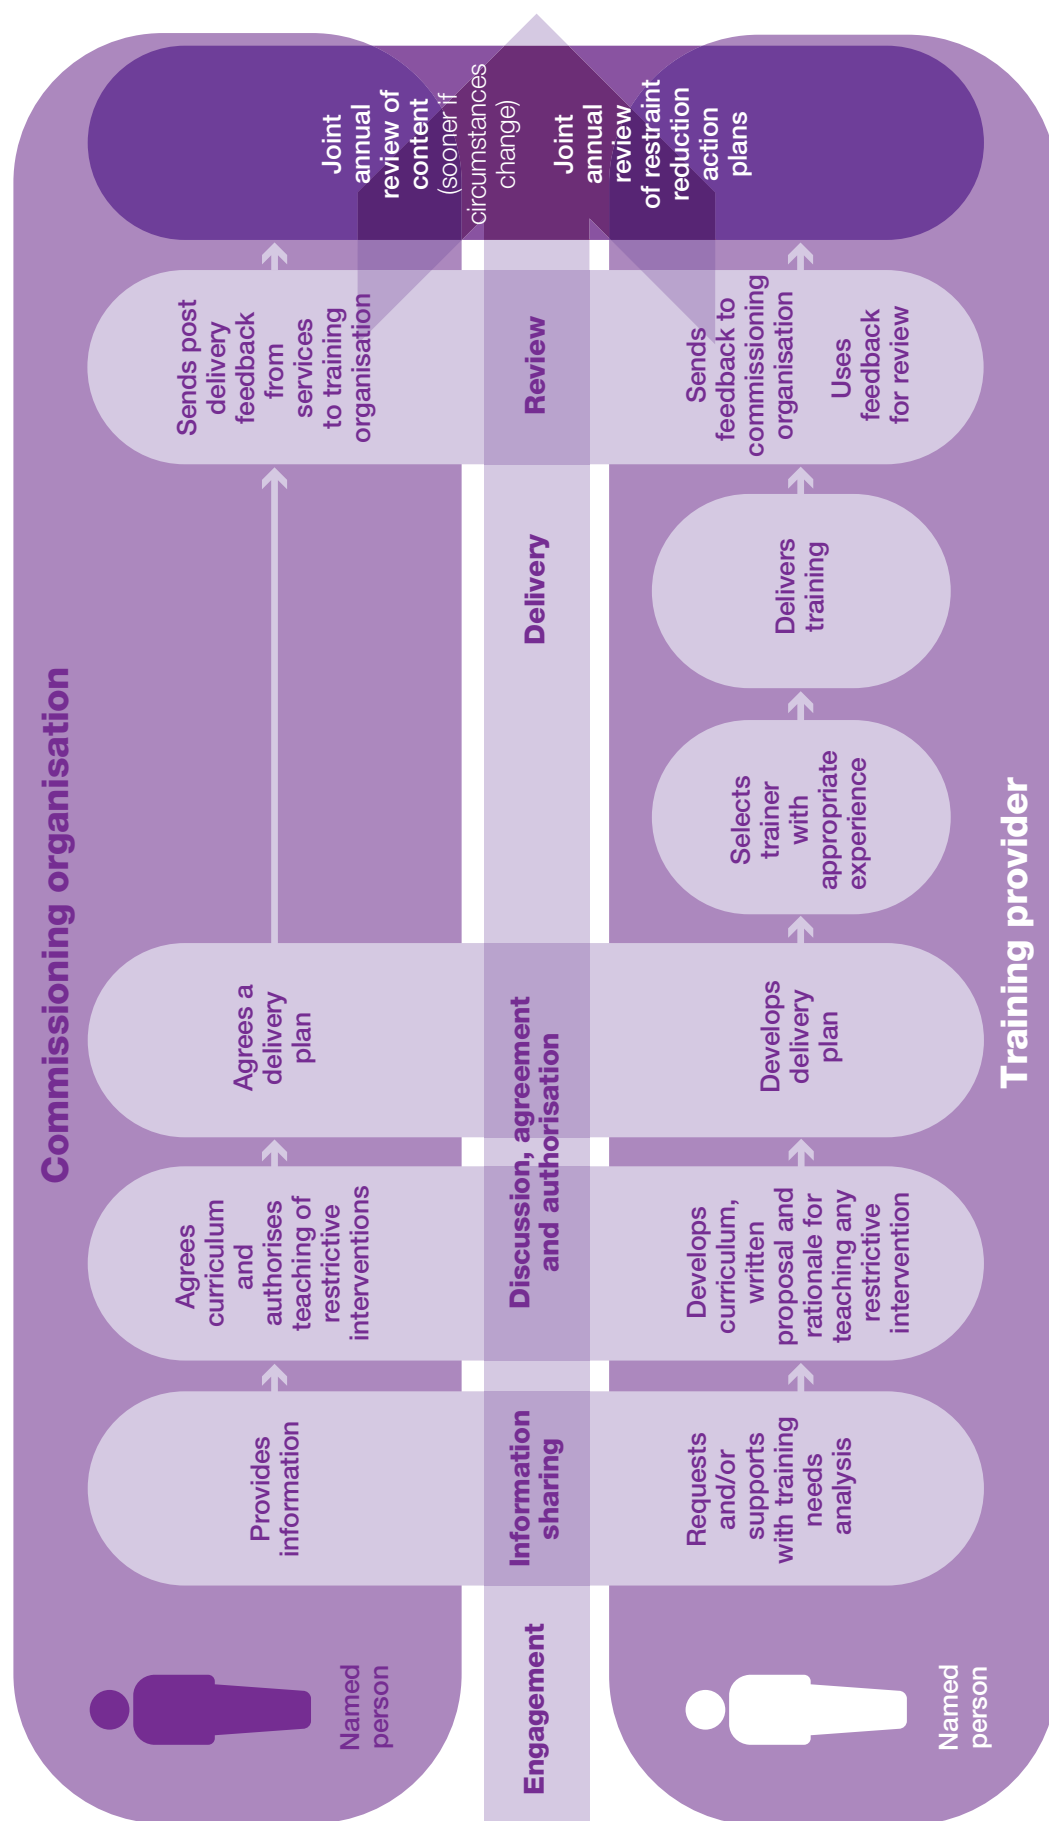 Commissioning organisation
Named
person
Provides
information
Agrees
curriculum
and
authorises
teaching of
restrictive
interventions
Agrees a
delivery
plan
Sends post
delivery
feedback
from
services
to training
organisation
Joint
annual
review of
content
(sooner if
circumstances
change)
Engagement
Information
sharing
Discussion, agreement
and authorisation
Delivery
Review
Joint
annual
review
of restraint
reduction
action
plans
Named
person
Requests
and/or
supports
with training
needs
analysis
Develops
curriculum,
written
proposal and
rationale for
teaching any
restrictive
intervention
Develops
delivery
plan
Selects
trainer
with
appropriate
experience
Delivers
training
Sends
feedback to
commissioning
organisation
Uses
feedback
for review
Training provider